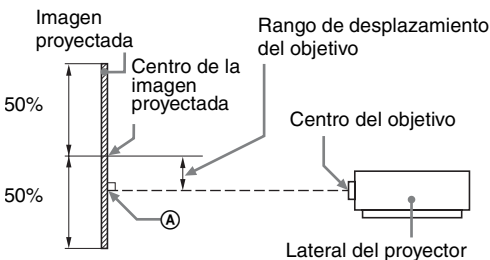 Imagen
proyectada
Centro de la
imagen
proyectada
Rango de desplazamiento
del objetivo
50%
Centro del objetivo
50%
A
Lateral del proyector